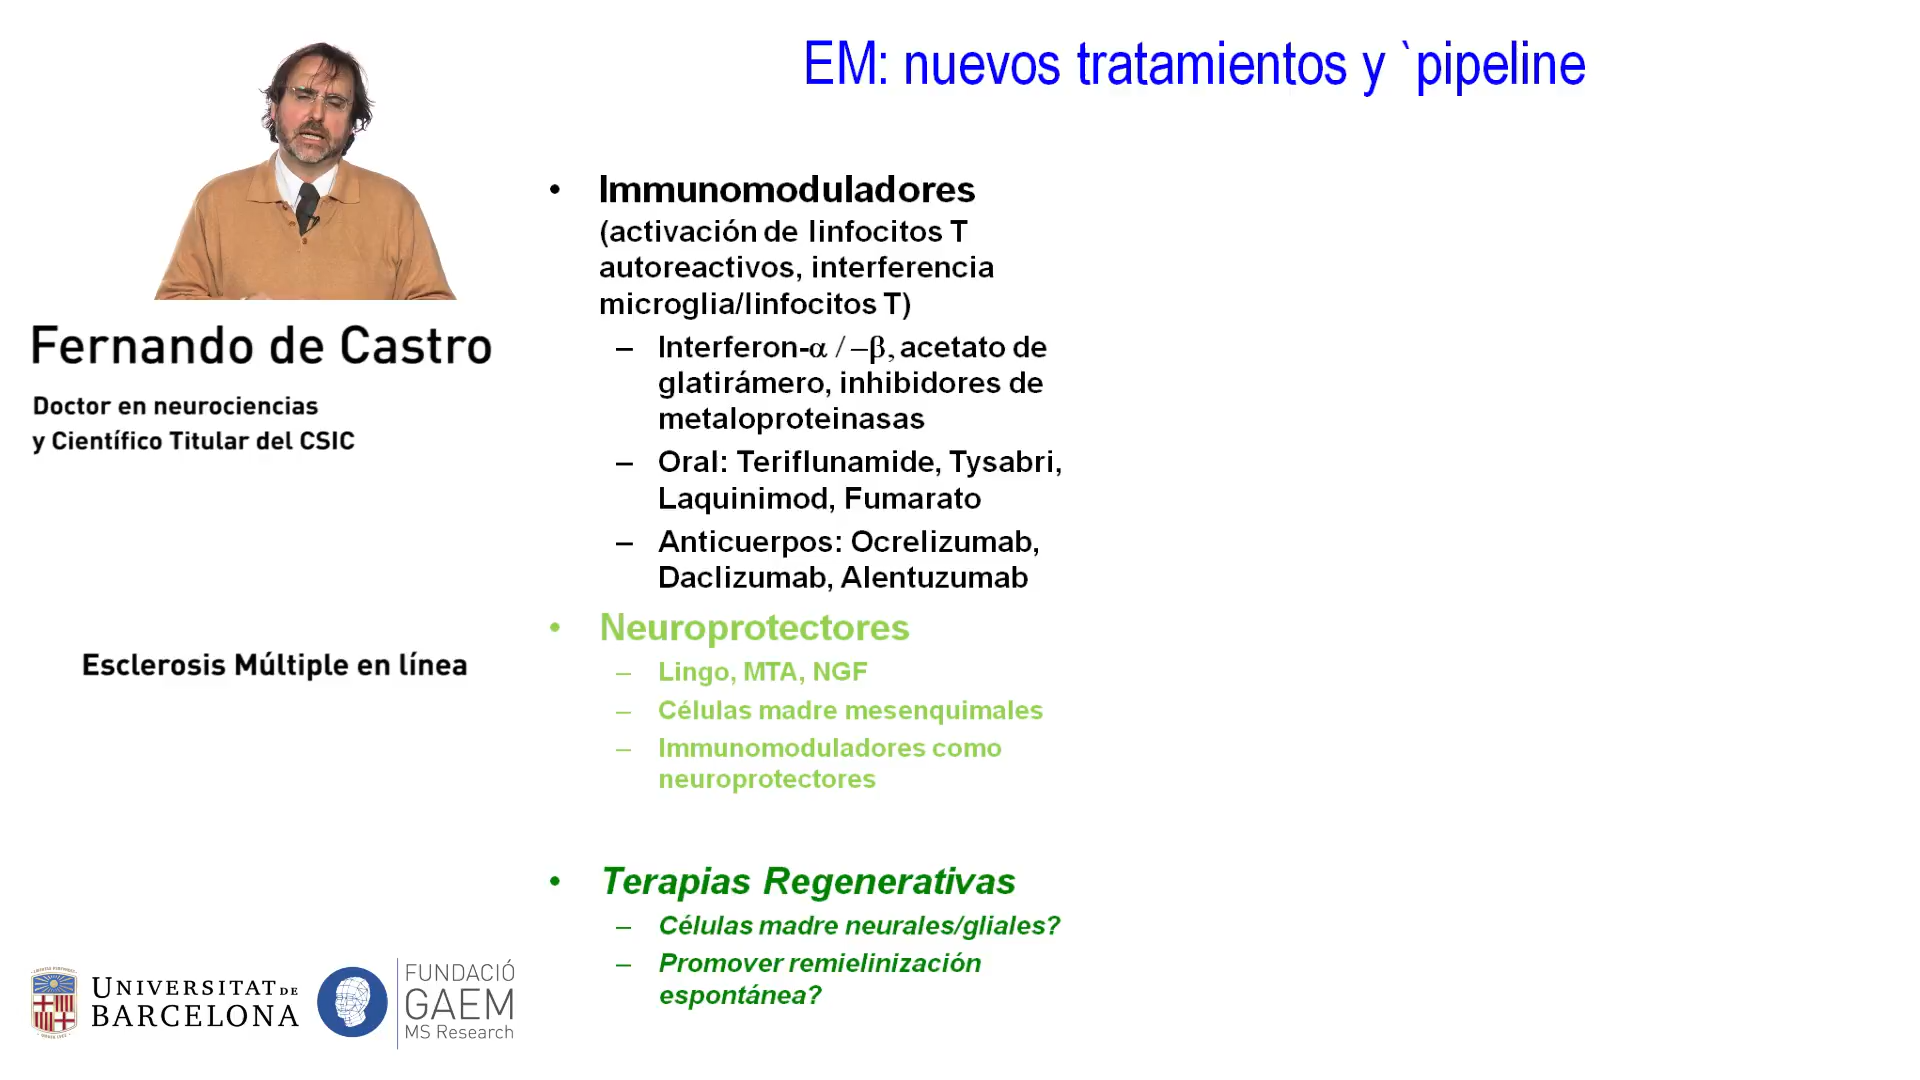 EM: nuevos tratamientos y `pipeline
• Immunomoduladores
(activación de linfocitos T
autoreactivos, interferencia
microglia/linfocitos T)
– Interferon-α / –β, acetato de
glatirámero, inhibidores de
metaloproteinasas
– Oral: Teriflunamide, Tysabri,
Laquinimod, Fumarato
– Anticuerpos: Ocrelizumab,
Daclizumab, Alentuzumab
• Neuroprotectores
– Lingo, MTA, NGF
– Células madre mesenquimales
– Immunomoduladores como
neuroprotectores
• Terapias Regenerativas
– Células madre neurales/gliales?
– Promover remielinización
espontánea?
Fernando de Castro
Doctor en neurociencias
y Científico Titular del CSIC
Esclerosis Múltiple en línea
UNIVERSITAT DE
BARCELONA
FUNDACIÓ
GAEM
MS Research